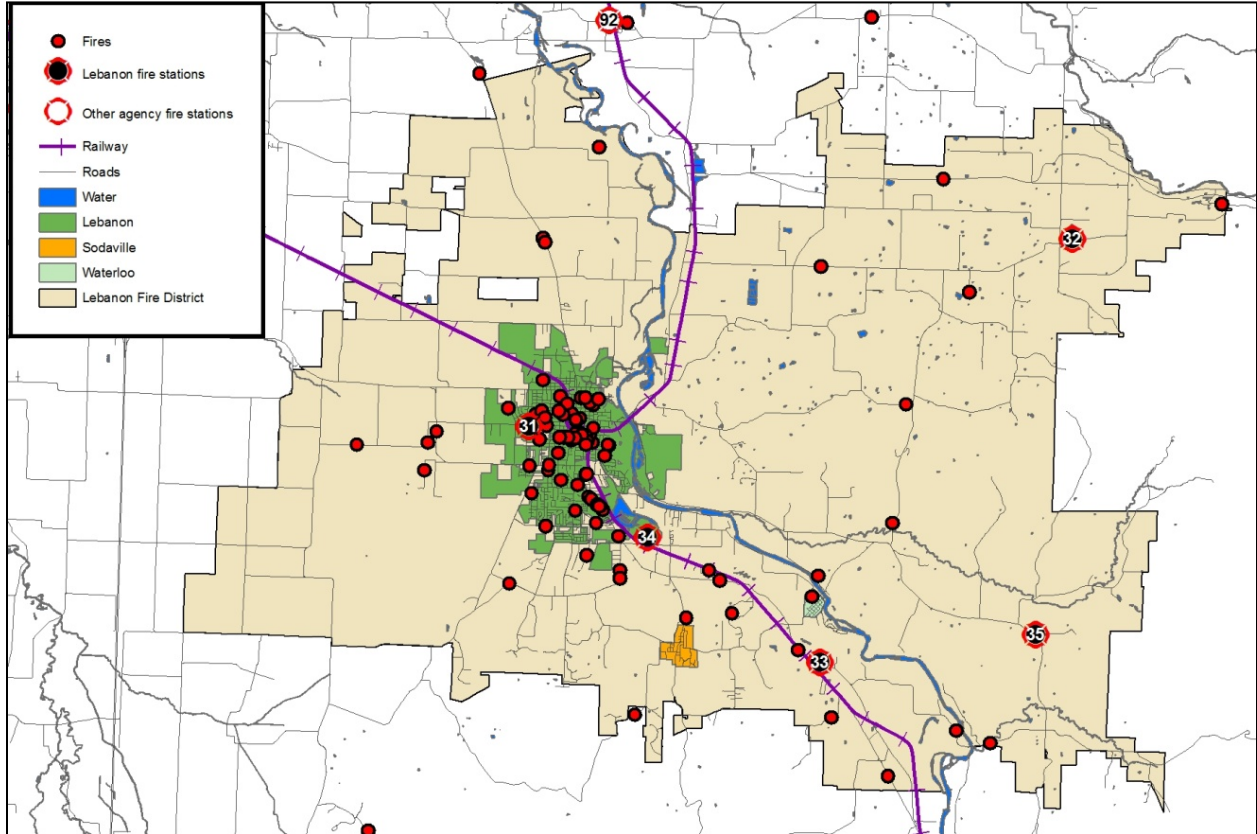 Fires
Lebanon fire stations
Other agency fire stations
Railway
Roads
Water
Lebanon
Sodaville
Waterloo
Lebanon Fire District
92
32
31
34
35
33